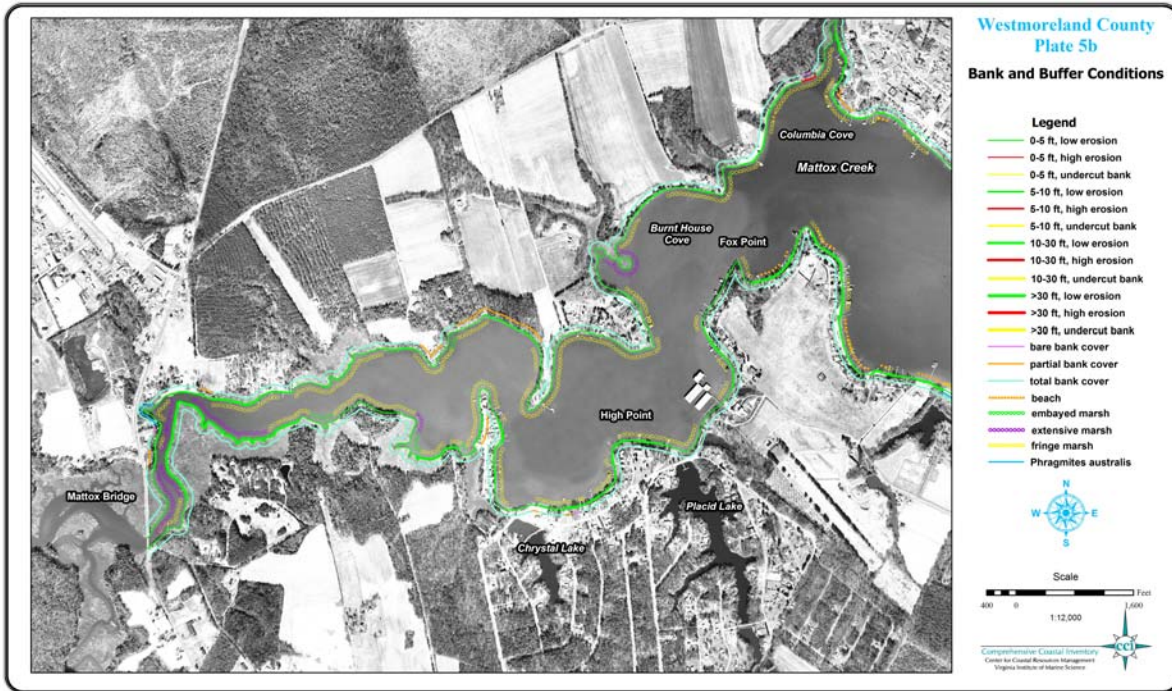 Westmoreland County
Plate 5b
Bank and Buffer Conditions
Legend
0-5 ft, low erosion
0-5 ft, high erosion
0-5 ft, undercut bank
5-10 ft, low erosion
5-10 ft, high erosion
5-10 ft, undercut bank
10-30 ft, low erosion
10-30 ft, high erosion
10-30 ft, undercut bank
>30 ft, low erosion
>30 ft, high erosion
>30 ft, undercut bank
bare bank cover
partial bank cover
total bank cover
beach
embayed marsh
extensive marsh
fringe marsh
Phragmites australis
N
W E
S
Scale
Feet
400 0 1,600
1:12,000
Comprehensive Coastal Inventory
Center for Coastal Resources Management
Virginia Institute of Marine Science
cci
Columbia Cove
Mattox Creek
Burnt House
Cove
Fox Point
High Point
Mattox Bridge
Placid Lake
Chrystal Lake